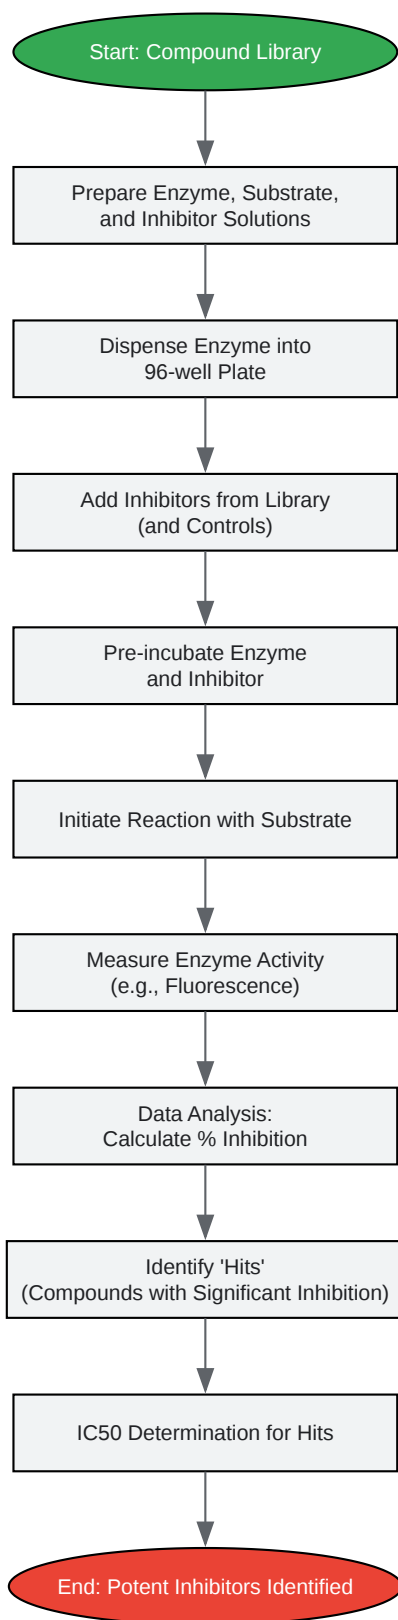 Start: Compound Library
Prepare Enzyme, Substrate,
and Inhibitor Solutions
Dispense Enzyme into
96-well Plate
Add Inhibitors from Library
(and Controls)
Pre-incubate Enzyme
and Inhibitor
Initiate Reaction with Substrate
Measure Enzyme Activity
(e.g., Fluorescence)
Data Analysis:
Calculate % Inhibition
Identify 'Hits'
(Compounds with Significant Inhibition)
IC50 Determination for Hits
End: Potent Inhibitors Identified